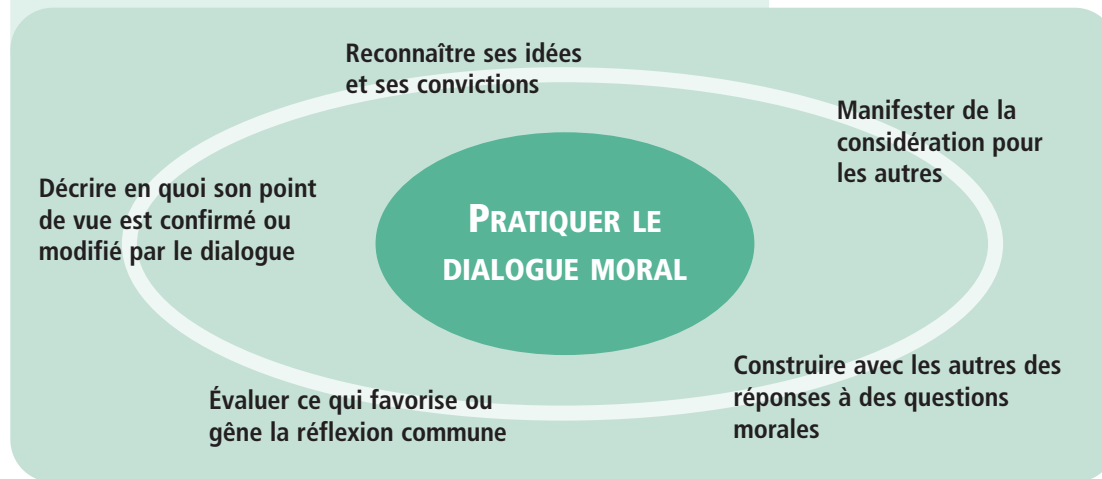 Reconnaître ses idées
et ses convictions
Manifester de la
considération pour
les autres
Décrire en quoi son point
de vue est confirmé ou
modifié par le dialogue
PRATIQUER LE
DIALOGUE MORAL
Construire avec les autres des
réponses à des questions
morales
Évaluer ce qui favorise ou
gêne la réflexion commune